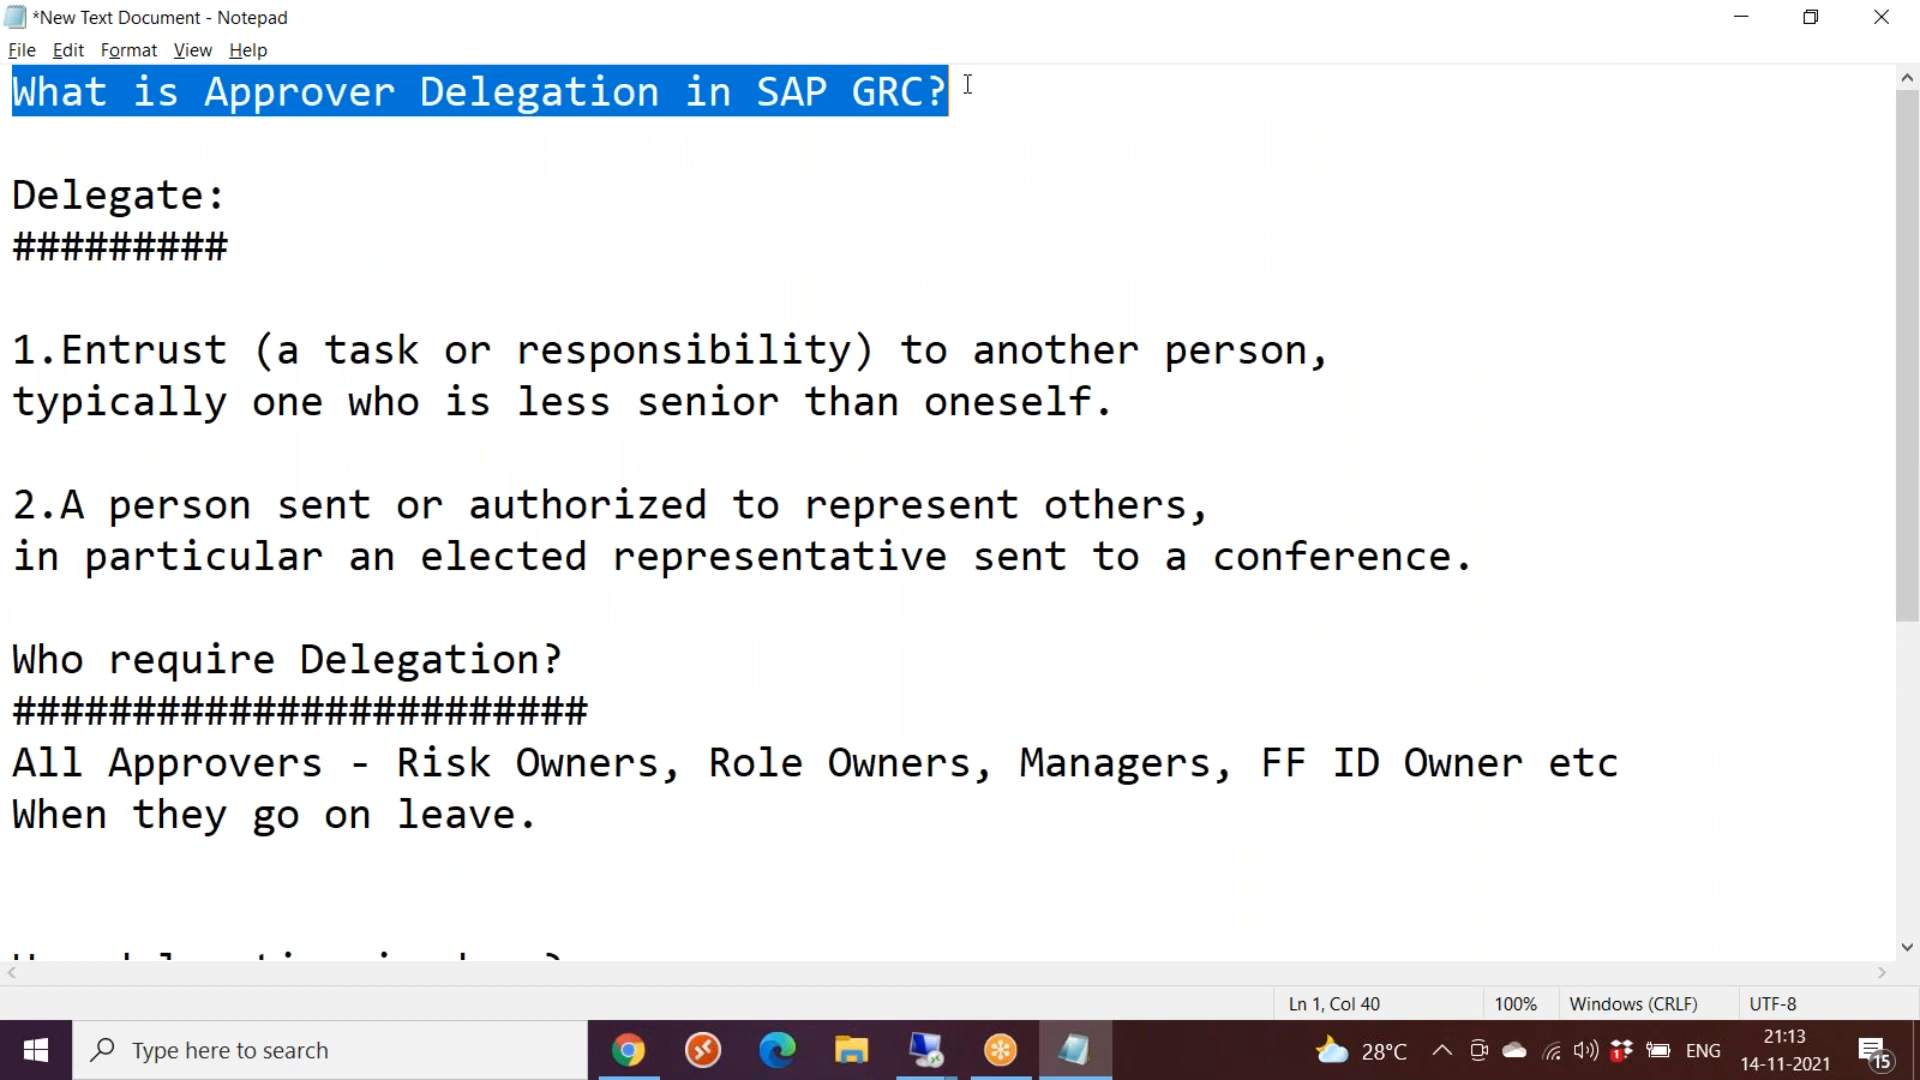 *New Text Document - Notepad
File Edit Format View Help
What is Approver Delegation in SAP GRC?
Delegate:
#########
1.Entrust (a task or responsibility) to another person,
typically one who is less senior than oneself.
2.A person sent or authorized to represent others,
in particular an elected representative sent to a conference.
Who require Delegation?
########################
All Approvers - Risk Owners, Role Owners, Managers, FF ID Owner etc
When they go on leave.
Ln 1, Col 40 100% Windows (CRLF) UTF-8
Type here to search
28°C ENG
21:13
14-11-2021
15